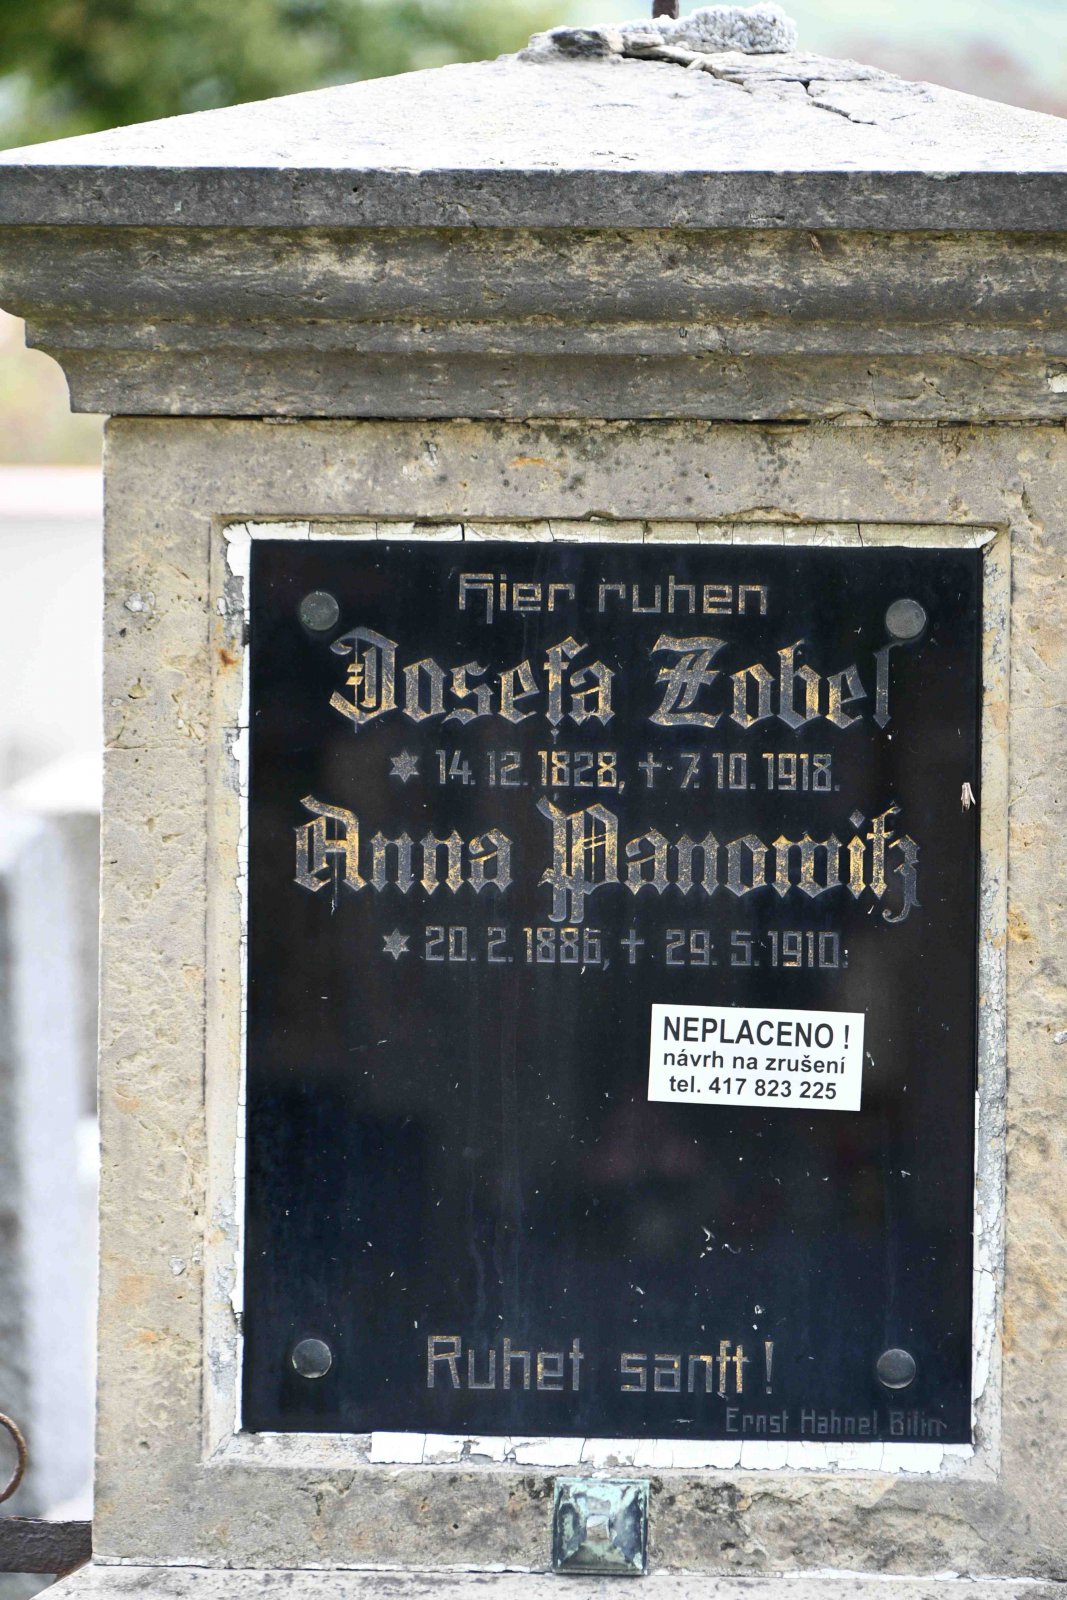 Hier ruhen
Josefa Zobel
* 14. 12. 1828, † 7. 10. 1918.
Anna Panowitz
* 20. 2. 1886, † 29. 5. 1910.
NEPLACENO !
návrh na zrušení
tel. 417 823 225
Ruhet sanft!
Ernst Hahnel Bilin